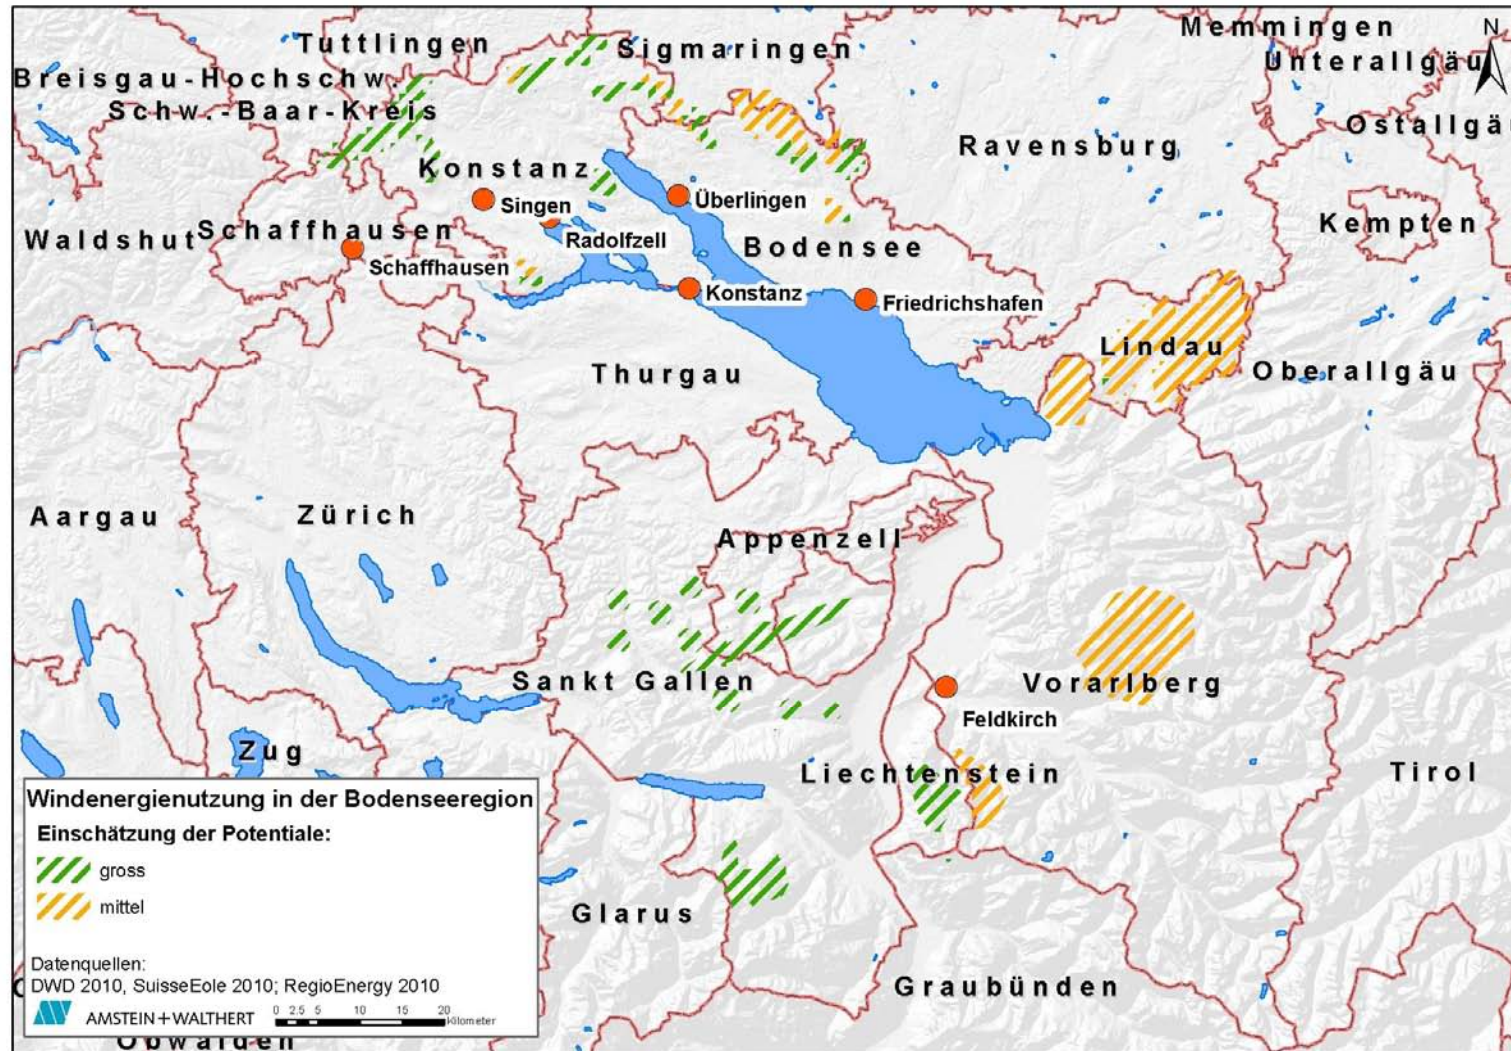 Memmingen
N
Tuttlingen
Sigmaringen
Unterallgäu
Breisgau-Hochschw.
Schw.-Baar-Kreis
Ravensburg
Konstanz
Singen
Überlingen
Kempten
Waldshut
Schaffhausen
Radolfzell
Bodensee
Schaffhausen
Konstanz
Friedrichshafen
Lindau
Thurgau
Oberallgäu
Aargau
Zürich
Appenzell
Sankt Gallen
Vorarlberg
Feldkirch
Zug
Liechtenstein
Tirol
Glarus
Graubünden
Obwalden
Windenergienutzung in der Bodenseeregion
Einschätzung der Potentiale:
gross
mittel
Datenquellen:
DWD 2010, SuisseEole 2010; RegioEnergy 2010
AMSTEIN+WALTHERT
0 2.5 5 10 15 20
Kilometer